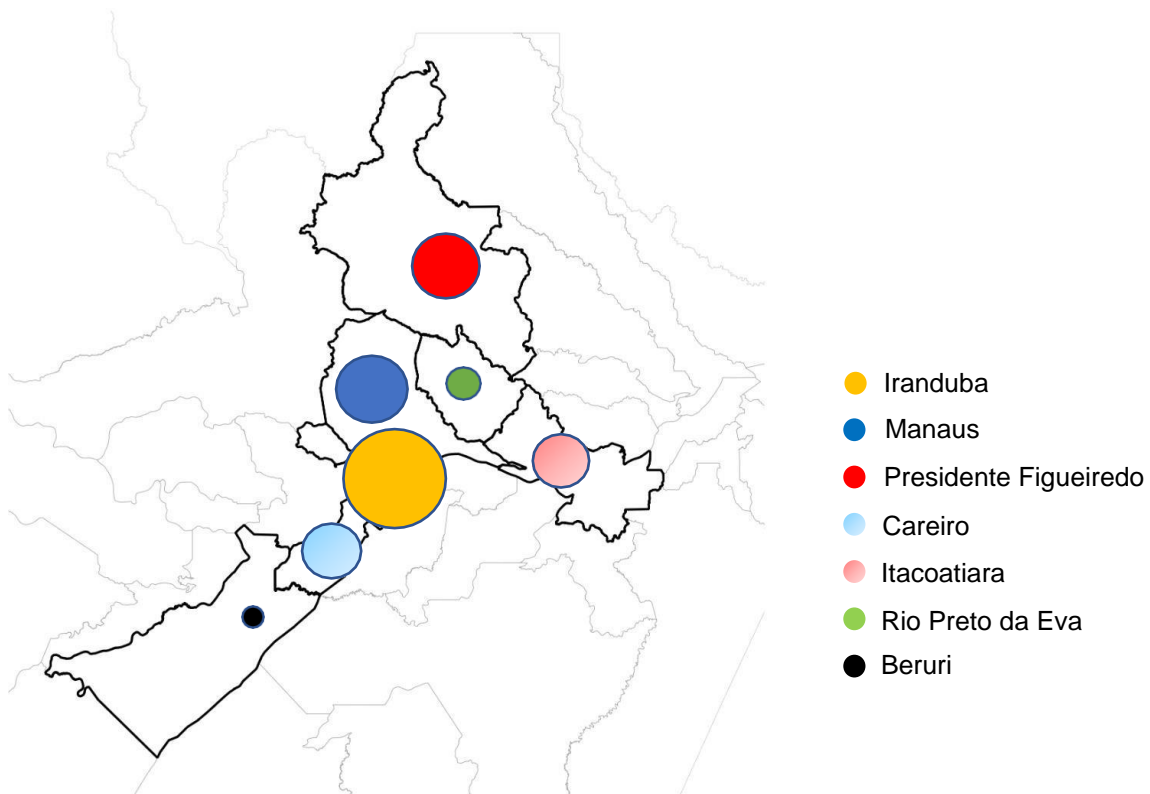 Iranduba
Manaus
Presidente Figueiredo
Careiro
Itacoatiara
Rio Preto da Eva
Beruri